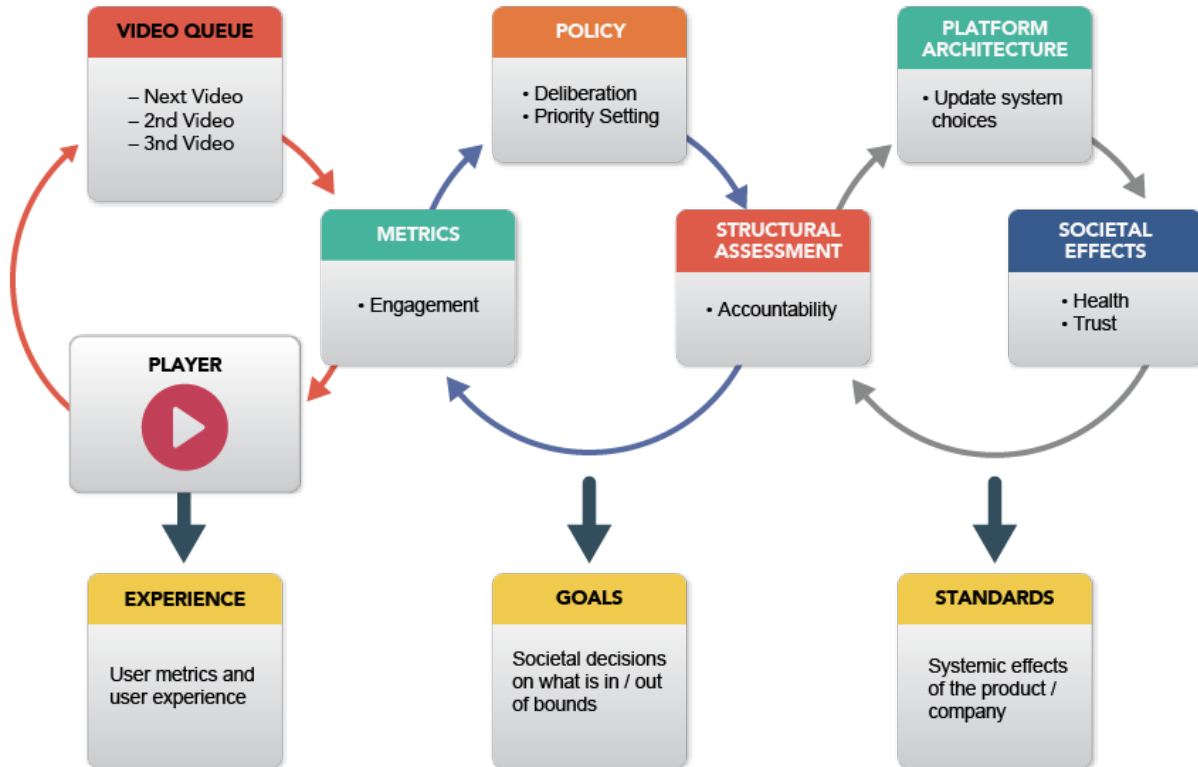 VIDEO QUEUE
– Next Video
– 2nd Video
– 3nd Video
POLICY
• Deliberation
• Priority Setting
PLATFORM
ARCHITECTURE
• Update system
choices
METRICS
• Engagement
STRUCTURAL
ASSESSMENT
• Accountability
SOCIETAL
EFFECTS
• Health
• Trust
PLAYER
EXPERIENCE
User metrics and
user experience
GOALS
Societal decisions
on what is in / out
of bounds
STANDARDS
Systemic effects
of the product /
company